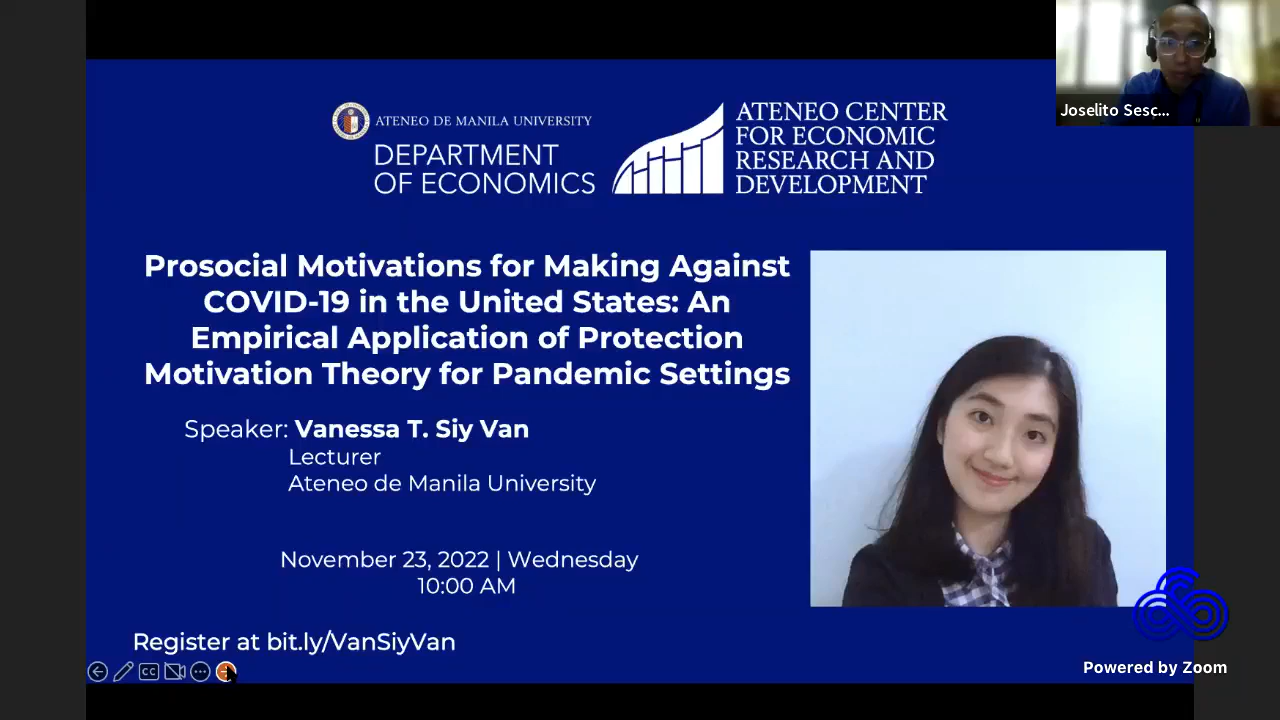 Joselito Sesc...
ATENEO DE MANILA UNIVERSITY
DEPARTMENT
OF ECONOMICS
ATENEO CENTER
FOR ECONOMIC
RESEARCH AND
DEVELOPMENT
Prosocial Motivations for Making Against
COVID-19 in the United States: An
Empirical Application of Protection
Motivation Theory for Pandemic Settings
Speaker: Vanessa T. Siy Van
Lecturer
Ateneo de Manila University
November 23, 2022 | Wednesday
10:00 AM
Register at bit.ly/VanSiyVan
CC
Powered by Zoom